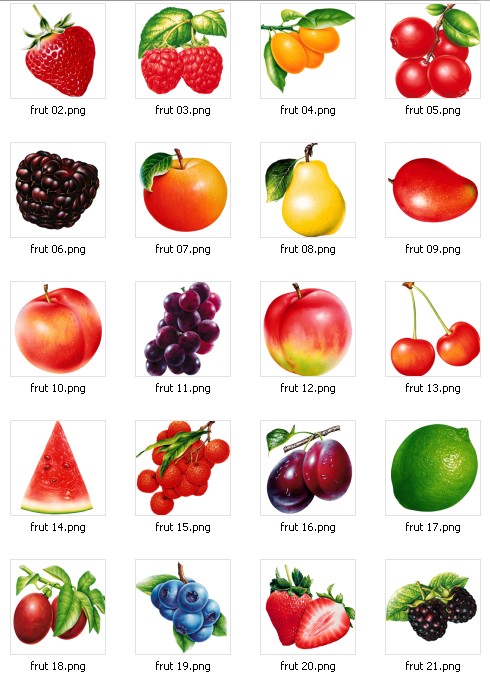 frut 02.png
frut 03.png
frut 04.png
frut 05.png
frut 06.png
frut 07.png
frut 08.png
frut 09.png
frut 10.png
frut 11.png
frut 12.png
frut 13.png
frut 14.png
frut 15.png
frut 16.png
frut 17.png
frut 18.png
frut 19.png
frut 20.png
frut 21.png